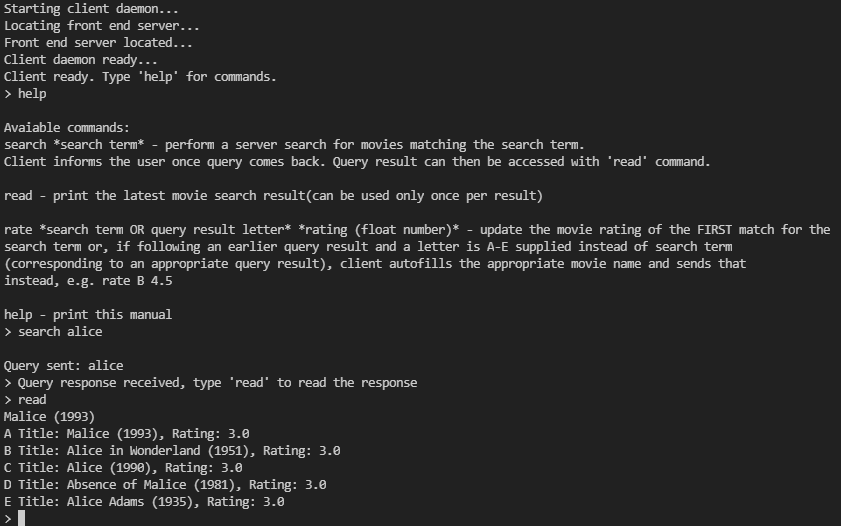 Starting client daemon...
Locating front end server...
Front end server located...
Client daemon ready...
Client ready. Type 'help' for commands.
> help
Avaiable commands:
search *search term* - perform a server search for movies matching the search term.
Client informs the user once query comes back. Query result can then be accessed with 'read' command.
read - print the latest movie search result(can be used only once per result)
rate *search term OR query result letter* *rating (float number)* - update the movie rating of the FIRST match for the
search term or, if following an earlier query result and a letter is A-E supplied instead of search term
(corresponding to an appropriate query result), client autofills the appropriate movie name and sends that
instead, e.g. rate B 4.5
help - print this manual
> search alice
Query sent: alice
> Query response received, type 'read' to read the response
> read
Malice (1993)
A Title: Malice (1993), Rating: 3.0
B Title: Alice in Wonderland (1951), Rating: 3.0
C Title: Alice (1990), Rating: 3.0
D Title: Absence of Malice (1981), Rating: 3.0
E Title: Alice Adams (1935), Rating: 3.0
>